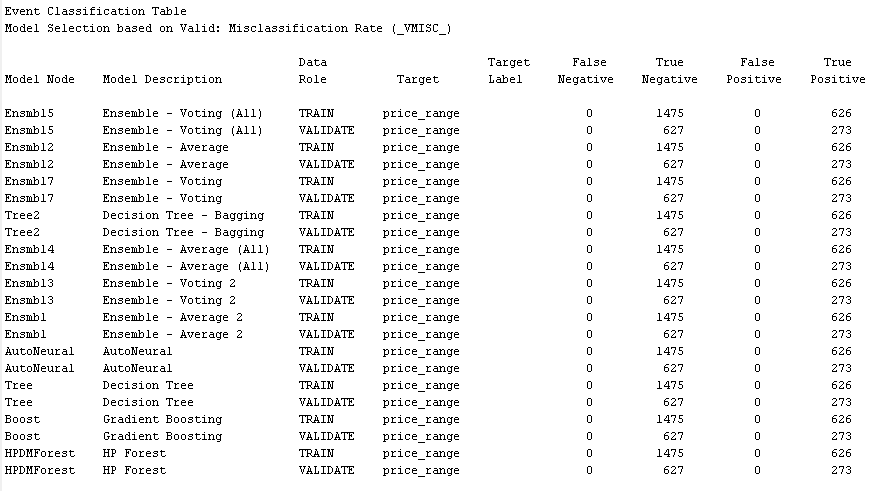 Event Classification Table
Model Selection based on Valid: Misclassification Rate (_VMISC_)
Data Target False True False True
Model Node Model Description Role Target Label Negative Negative Positive Positive
Ensmbl5 Ensemble - Voting (All) TRAIN price_range 0 1475 0 626
Ensmbl5 Ensemble - Voting (All) VALIDATE price_range 0 627 0 273
Ensmbl2 Ensemble - Average TRAIN price_range 0 1475 0 626
Ensmbl2 Ensemble - Average VALIDATE price_range 0 627 0 273
Ensmbl7 Ensemble - Voting TRAIN price_range 0 1475 0 626
Ensmbl7 Ensemble - Voting VALIDATE price_range 0 627 0 273
Tree2 Decision Tree - Bagging TRAIN price_range 0 1475 0 626
Tree2 Decision Tree - Bagging VALIDATE price_range 0 627 0 273
Ensmbl4 Ensemble - Average (All) TRAIN price_range 0 1475 0 626
Ensmbl4 Ensemble - Average (All) VALIDATE price_range 0 627 0 273
Ensmbl3 Ensemble - Voting 2 TRAIN price_range 0 1475 0 626
Ensmbl3 Ensemble - Voting 2 VALIDATE price_range 0 627 0 273
Ensmbl Ensemble - Average 2 TRAIN price_range 0 1475 0 626
Ensmbl Ensemble - Average 2 VALIDATE price_range 0 627 0 273
AutoNeural AutoNeural TRAIN price_range 0 1475 0 626
AutoNeural AutoNeural VALIDATE price_range 0 627 0 273
Tree Decision Tree TRAIN price_range 0 1475 0 626
Tree Decision Tree VALIDATE price_range 0 627 0 273
Boost Gradient Boosting TRAIN price_range 0 1475 0 626
Boost Gradient Boosting VALIDATE price_range 0 627 0 273
HPDMForest HP Forest TRAIN price_range 0 1475 0 626
HPDMForest HP Forest VALIDATE price_range 0 627 0 273